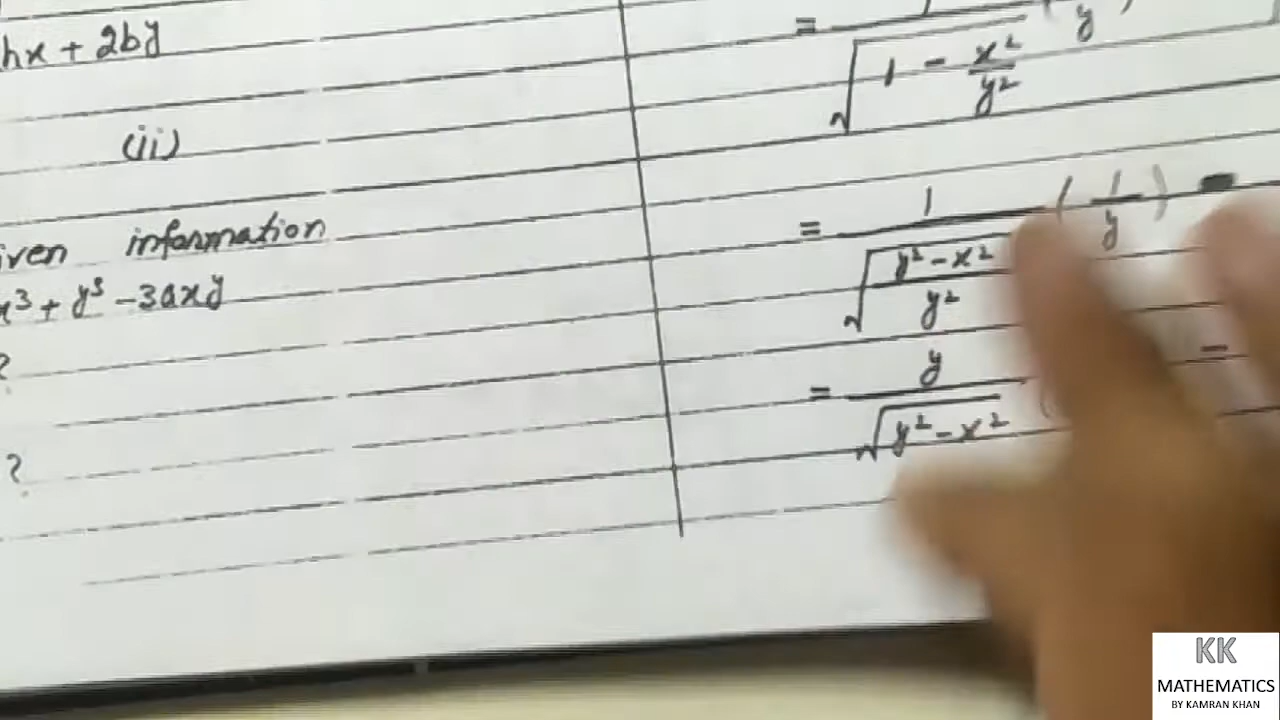 hx + 2by
(ii)
iven information
x³ + y³ - 3axy
?
?
= 1 / √(1 - x²/y²) (1/y)
= 1 / √((y² - x²)/y²) (1/y) -
= y / √(y² - x²) ( -
KK
MATHEMATICS
BY KAMRAN KHAN